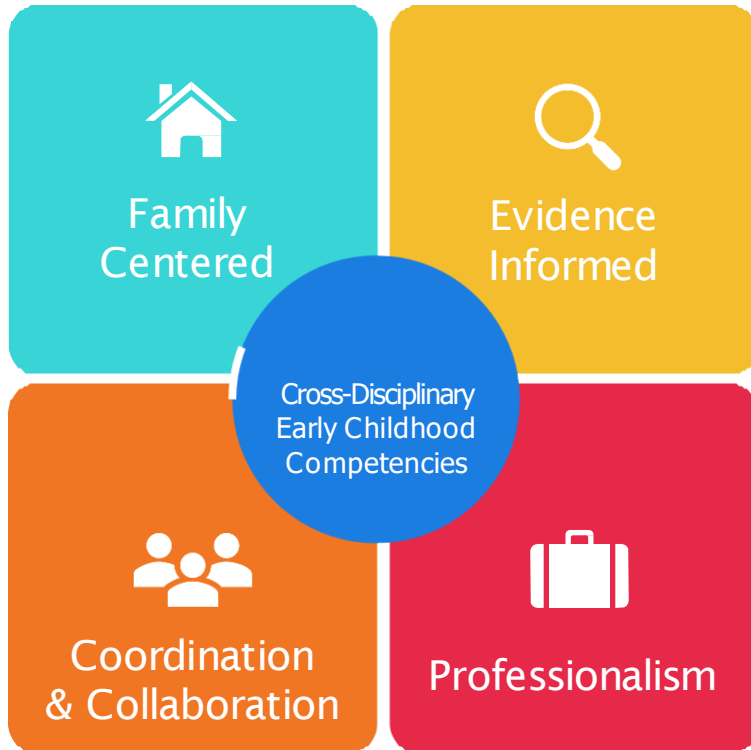 Family
Centered
Evidence
Informed
Cross-Disciplinary
Early Childhood
Competencies
Coordination
& Collaboration
Professionalism